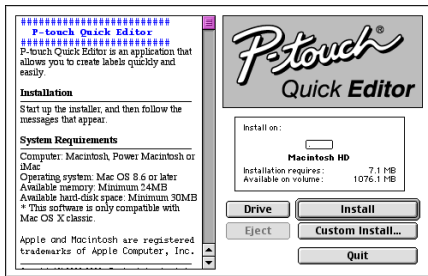 #########################
P-touch Quick Editor
#########################
P-touch Quick Editor is an application that
allows you to create labels quickly and
easily.
Installation
Start up the installer, and then follow the
messages that appear.
System Requirements
Computer: Macintosh, Power Macintosh or
iMac
Operating system: Mac OS 8.6 or later
Available memory: Minimum 24MB
Available hard-disk space: Minimum 30MB
* This software is only compatible with
Mac OS X classic.
Apple and Macintosh are registered
trademarks of Apple Computer, Inc.
P-touch®
Quick Editor
Install on:
Macintosh HD
Installation requires: 7.1 MB
Available on volume: 1076.1 MB
Drive
Install
Eject
Custom Install...
Quit